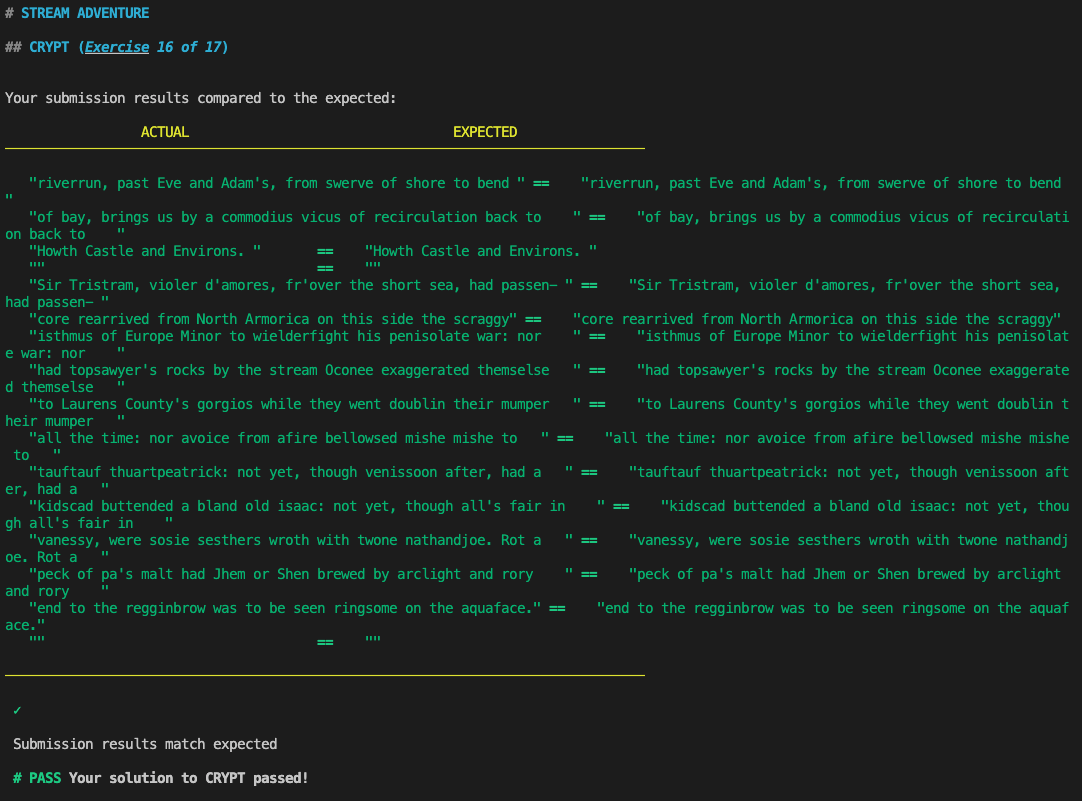 # STREAM ADVENTURE
## CRYPT (Exercise 16 of 17)
Your submission results compared to the expected:
ACTUAL EXPECTED
"riverrun, past Eve and Adam's, from swerve of shore to bend " == "riverrun, past Eve and Adam's, from swerve of shore to bend
"
"of bay, brings us by a commodius vicus of recirculation back to " == "of bay, brings us by a commodius vicus of recirculati
on back to "
"Howth Castle and Environs. " == "Howth Castle and Environs. "
"" == ""
"Sir Tristram, violer d'amores, fr'over the short sea, had passen- " == "Sir Tristram, violer d'amores, fr'over the short sea,
had passen- "
"core rearrived from North Armorica on this side the scraggy" == "core rearrived from North Armorica on this side the scraggy"
"isthmus of Europe Minor to wielderfight his penisolate war: nor " == "isthmus of Europe Minor to wielderfight his penisolat
e war: nor "
"had topsawyer's rocks by the stream Oconee exaggerated themselse " == "had topsawyer's rocks by the stream Oconee exaggerate
d themselse "
"to Laurens County's gorgios while they went doublin their mumper " == "to Laurens County's gorgios while they went doublin t
heir mumper "
"all the time: nor avoice from afire bellowsed mishe mishe to " == "all the time: nor avoice from afire bellowsed mishe mishe
to "
"tauftauf thuartpeatrick: not yet, though venissoon after, had a " == "tauftauf thuartpeatrick: not yet, though venissoon aft
er, had a "
"kidscad buttended a bland old isaac: not yet, though all's fair in " == "kidscad buttended a bland old isaac: not yet, thou
gh all's fair in "
"vanessy, were sosie sesthers wroth with twone nathandjoe. Rot a " == "vanessy, were sosie sesthers wroth with twone nathandj
oe. Rot a "
"peck of pa's malt had Jhem or Shen brewed by arclight and rory " == "peck of pa's malt had Jhem or Shen brewed by arclight
and rory "
"end to the regginbrow was to be seen ringsome on the aquaface." == "end to the regginbrow was to be seen ringsome on the aquaf
ace."
"" == ""
✓
Submission results match expected
# PASS Your solution to CRYPT passed!